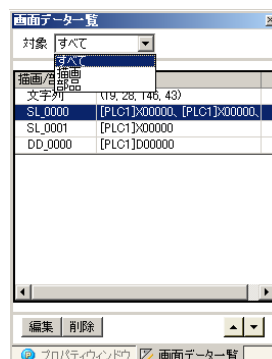 画面データ一覧
対象 すべて
すべて
描画
部品
描画/部
文字列 (19, 28, 146, 43)
SL_0000 [PLC1]X00000、[PLC1]X00000、
SL_0001 [PLC1]X00000
DD_0000 [PLC1]D00000
編集 削除
プロパティウィンドウ 画面データ一覧